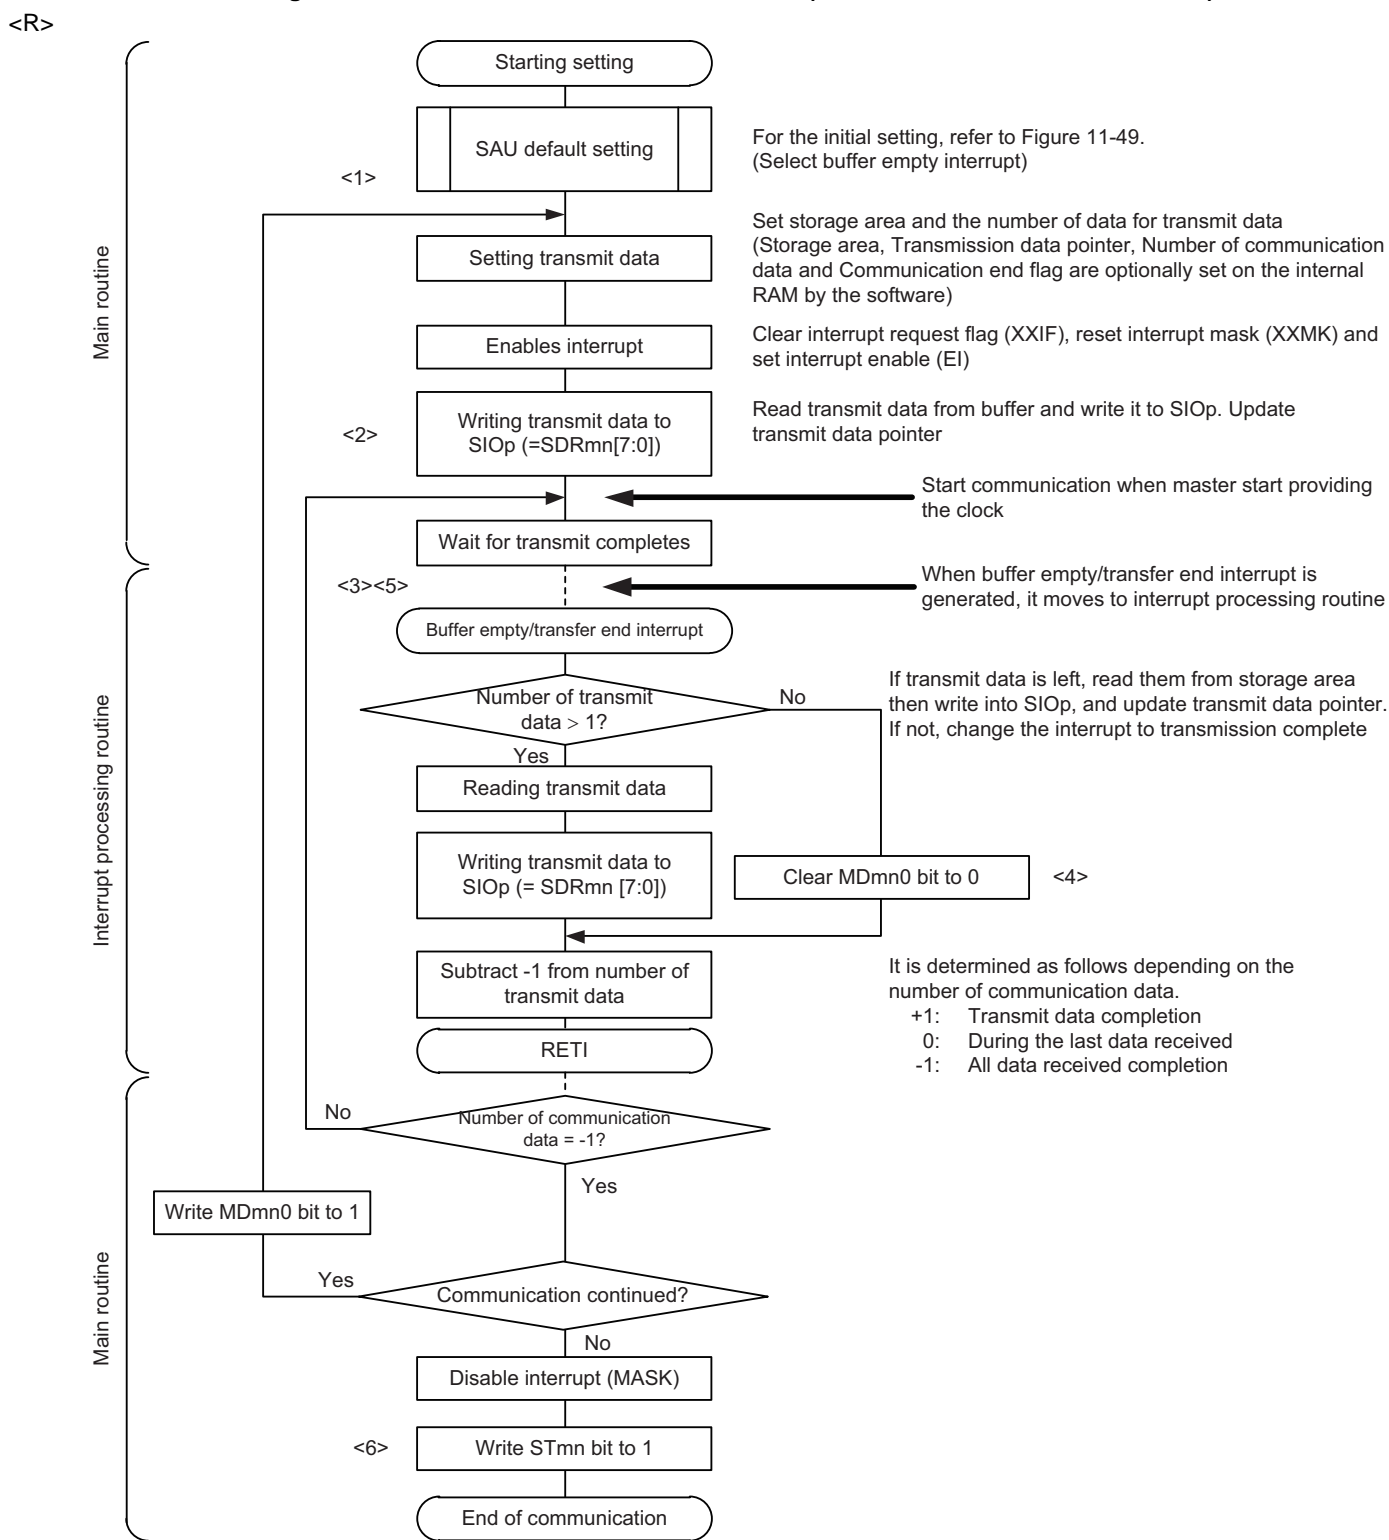 <R>
Starting setting
SAU default setting
For the initial setting, refer to Figure 11-49.
(Select buffer empty interrupt)
<1>
Setting transmit data
Set storage area and the number of data for transmit data
(Storage area, Transmission data pointer, Number of communication
data and Communication end flag are optionally set on the internal
RAM by the software)
Main routine
Enables interrupt
Clear interrupt request flag (XXIF), reset interrupt mask (XXMK) and
set interrupt enable (EI)
<2>
Writing transmit data to
SIOp (=SDRmn[7:0])
Read transmit data from buffer and write it to SIOp. Update
transmit data pointer
Start communication when master start providing
the clock
Wait for transmit completes
<3><5>
When buffer empty/transfer end interrupt is
generated, it moves to interrupt processing routine
Buffer empty/transfer end interrupt
Number of transmit
data > 1?
No
Yes
If transmit data is left, read them from storage area
then write into SIOp, and update transmit data pointer.
If not, change the interrupt to transmission complete
Interrupt processing routine
Reading transmit data
Writing transmit data to
SIOp (= SDRmn [7:0])
Clear MDmn0 bit to 0
<4>
Subtract -1 from number of
transmit data
It is determined as follows depending on the
number of communication data.
+1: Transmit data completion
0: During the last data received
-1: All data received completion
RETI
No
Number of communication
data = -1?
Yes
Write MDmn0 bit to 1
Main routine
Yes
Communication continued?
No
Disable interrupt (MASK)
<6>
Write STmn bit to 1
End of communication